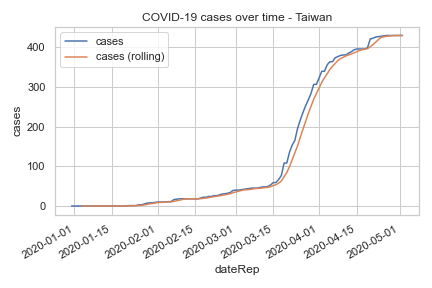 COVID-19 cases over time - Taiwan
cases
cases (rolling)
400
300
200
100
0
cases
2020-01-01
2020-01-15
2020-02-01
2020-02-15
2020-03-01
2020-03-15
2020-04-01
2020-04-15
2020-05-01
dateRep